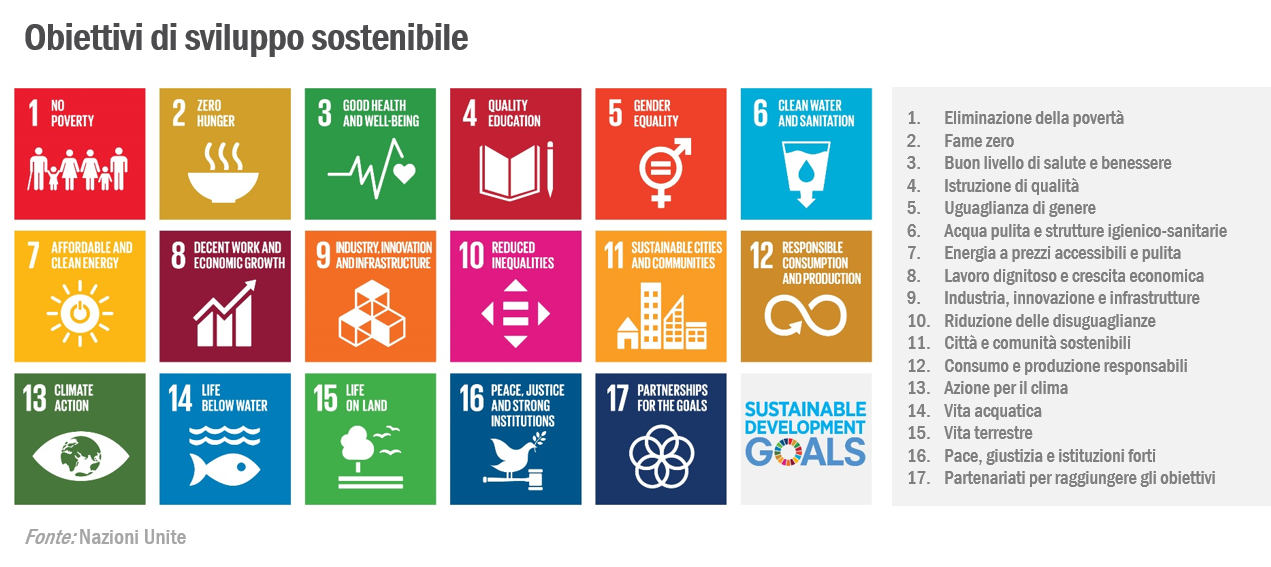 Obiettivi di sviluppo sostenibile
1 NO
POVERTY
2 ZERO
HUNGER
3 GOOD HEALTH
AND WELL-BEING
4 QUALITY
EDUCATION
5 GENDER
EQUALITY
6 CLEAN WATER
AND SANITATION
7 AFFORDABLE AND
CLEAN ENERGY
8 DECENT WORK AND
ECONOMIC GROWTH
9 INDUSTRY, INNOVATION
AND INFRASTRUCTURE
10 REDUCED
INEQUALITIES
11 SUSTAINABLE CITIES
AND COMMUNITIES
12 RESPONSIBLE
CONSUMPTION
AND PRODUCTION
13 CLIMATE
ACTION
14 LIFE
BELOW WATER
15 LIFE
ON LAND
16 PEACE, JUSTICE
AND STRONG
INSTITUTIONS
17 PARTNERSHIPS
FOR THE GOALS
SUSTAINABLE
DEVELOPMENT
GOALS
1. Eliminazione della povertà
2. Fame zero
3. Buon livello di salute e benessere
4. Istruzione di qualità
5. Uguaglianza di genere
6. Acqua pulita e strutture igienico-sanitarie
7. Energia a prezzi accessibili e pulita
8. Lavoro dignitoso e crescita economica
9. Industria, innovazione e infrastrutture
10. Riduzione delle disuguaglianze
11. Città e comunità sostenibili
12. Consumo e produzione responsabili
13. Azione per il clima
14. Vita acquatica
15. Vita terrestre
16. Pace, giustizia e istituzioni forti
17. Partenariati per raggiungere gli obiettivi
Fonte: Nazioni Unite